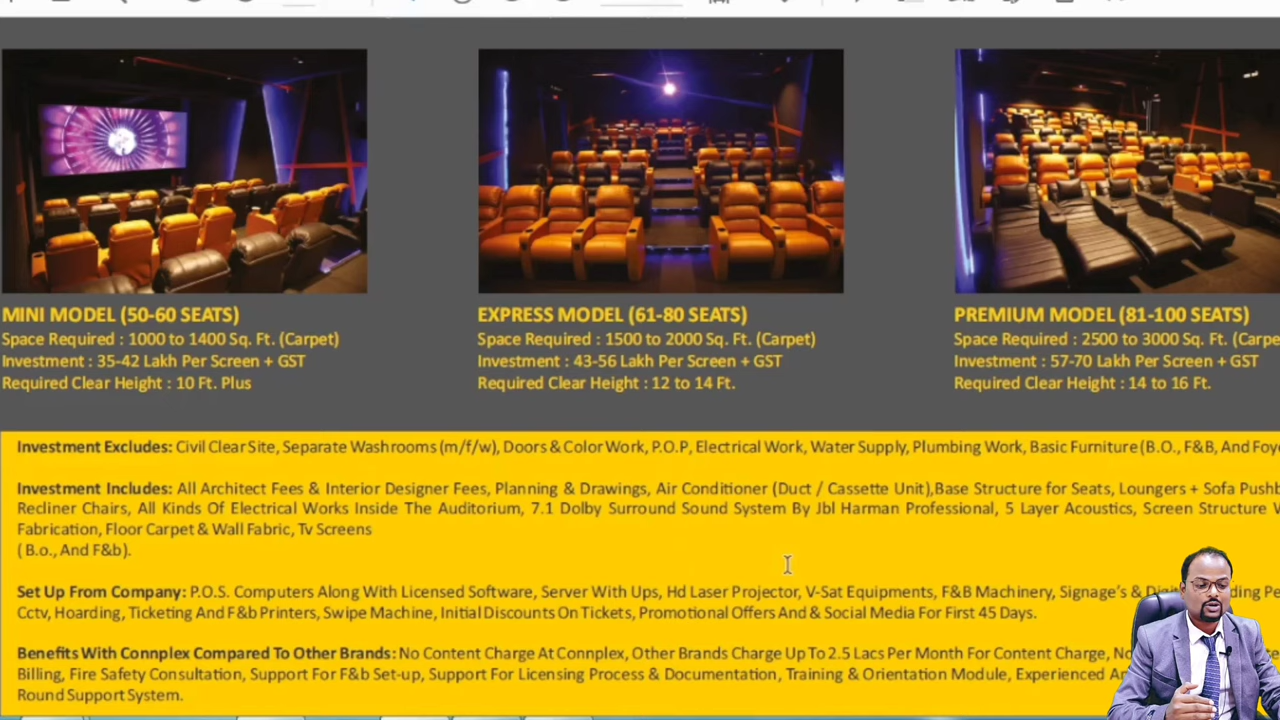 MINI MODEL (50-60 SEATS)
Space Required : 1000 to 1400 Sq. Ft. (Carpet)
Investment : 35-42 Lakh Per Screen + GST
Required Clear Height : 10 Ft. Plus
EXPRESS MODEL (61-80 SEATS)
Space Required : 1500 to 2000 Sq. Ft. (Carpet)
Investment : 43-56 Lakh Per Screen + GST
Required Clear Height : 12 to 14 Ft.
PREMIUM MODEL (81-100 SEATS)
Space Required : 2500 to 3000 Sq. Ft. (Carpe
Investment : 57-70 Lakh Per Screen + GST
Required Clear Height : 14 to 16 Ft.
Investment Excludes: Civil Clear Site, Separate Washrooms (m/f/w), Doors & Color Work, P.O.P, Electrical Work, Water Supply, Plumbing Work, Basic Furniture (B.O., F&B, And Foye
Investment Includes: All Architect Fees & Interior Designer Fees, Planning & Drawings, Air Conditioner (Duct / Cassette Unit),Base Structure for Seats, Loungers + Sofa Pushb
Recliner Chairs, All Kinds Of Electrical Works Inside The Auditorium, 7.1 Dolby Surround Sound System By Jbl Harman Professional, 5 Layer Acoustics, Screen Structure W
Fabrication, Floor Carpet & Wall Fabric, Tv Screens
( B.o., And F&b).
Set Up From Company: P.O.S. Computers Along With Licensed Software, Server With Ups, Hd Laser Projector, V-Sat Equipments, F&B Machinery, Signage's &
Cctv, Hoarding, Ticketing And F&b Printers, Swipe Machine, Initial Discounts On Tickets, Promotional Offers And & Social Media For First 45 Days.
Benefits With Connplex Compared To Other Brands: No Content Charge At Connplex, Other Brands Charge Up To 2.5 Lacs Per Month For Content Charge,
Billing, Fire Safety Consultation, Support For F&b Set-up, Support For Licensing Process & Documentation, Training & Orientation Module, Experienced
Round Support System.